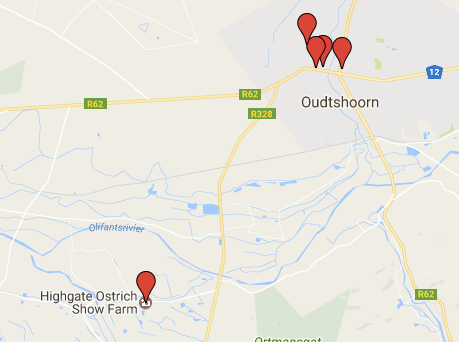 12
R62
R62
Oudtshoorn
R328
Olifantsrivier
Highgate Ostrich
Show Farm
R62